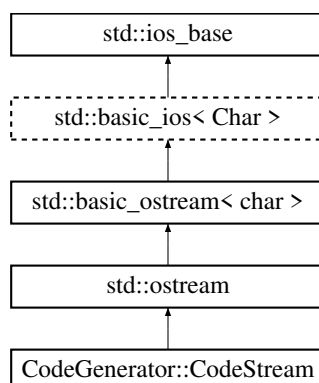 std::ios_base
std::basic_ios< Char >
std::basic_ostream< char >
std::ostream
CodeGenerator::CodeStream